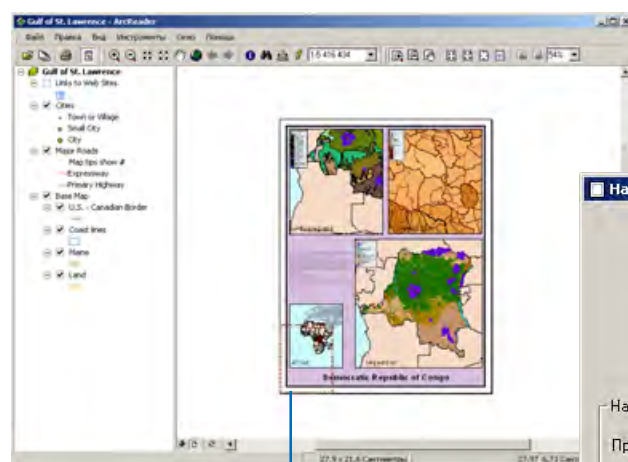 Gulf of St. Lawrence - ArcReader
Файл Правка Вид Инструменты Окно Помощь
1:6 416 434
54%
Gulf of St. Lawrence
Links to Web Sites
Cities
Town or Village
Small City
City
Major Roads
Map tips show #
Expressway
Primary Highway
Base Map
U.S. - Canadian Border
Coast lines
Maine
Land
Democratic Republic of Congo
27.9 x 21.6 Сантиметры
На
На
Пр